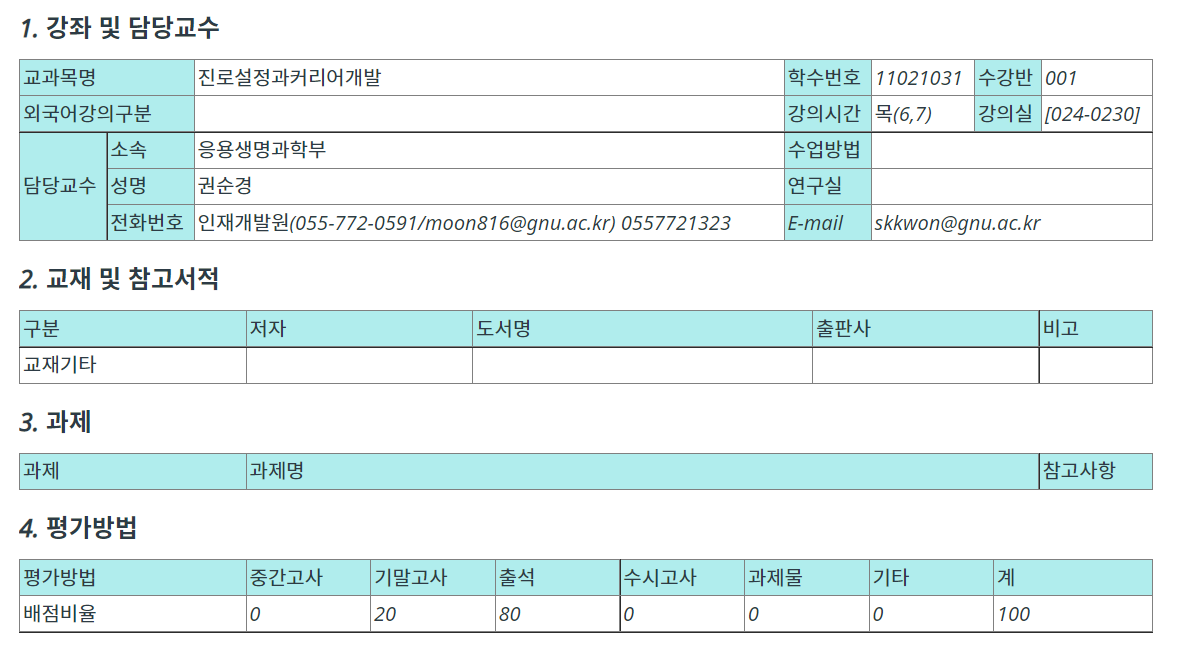 1. 강좌 및 담당교수
교과목명 진로설정과커리어개발 학수번호 11021031 수강반 001
외국어강의구분 강의시간 목(6,7) 강의실 [024-0230]
소속 응용생명과학부 수업방법
담당교수 성명 권순경 연구실
전화번호 인재개발원(055-772-0591/moon816@gnu.ac.kr) 0557721323 E-mail skkwon@gnu.ac.kr
2. 교재 및 참고서적
구분 저자 도서명 출판사 비고
교재기타
3. 과제
과제 과제명 참고사항
4. 평가방법
평가방법 중간고사 기말고사 출석 수시고사 과제물 기타 계
배점비율 0 20 80 0 0 0 100